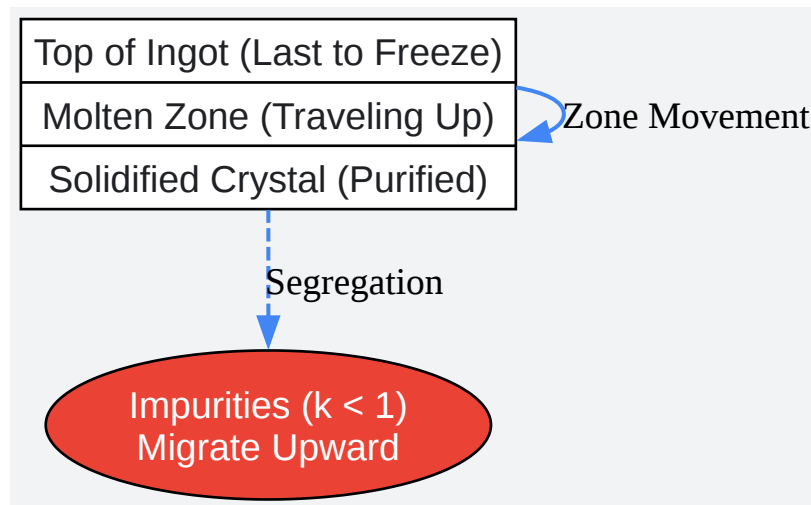 Top of Ingot (Last to Freeze)
Molten Zone (Traveling Up)
Zone Movement
Solidified Crystal (Purified)
Segregation
Impurities (k < 1)
Migrate Upward